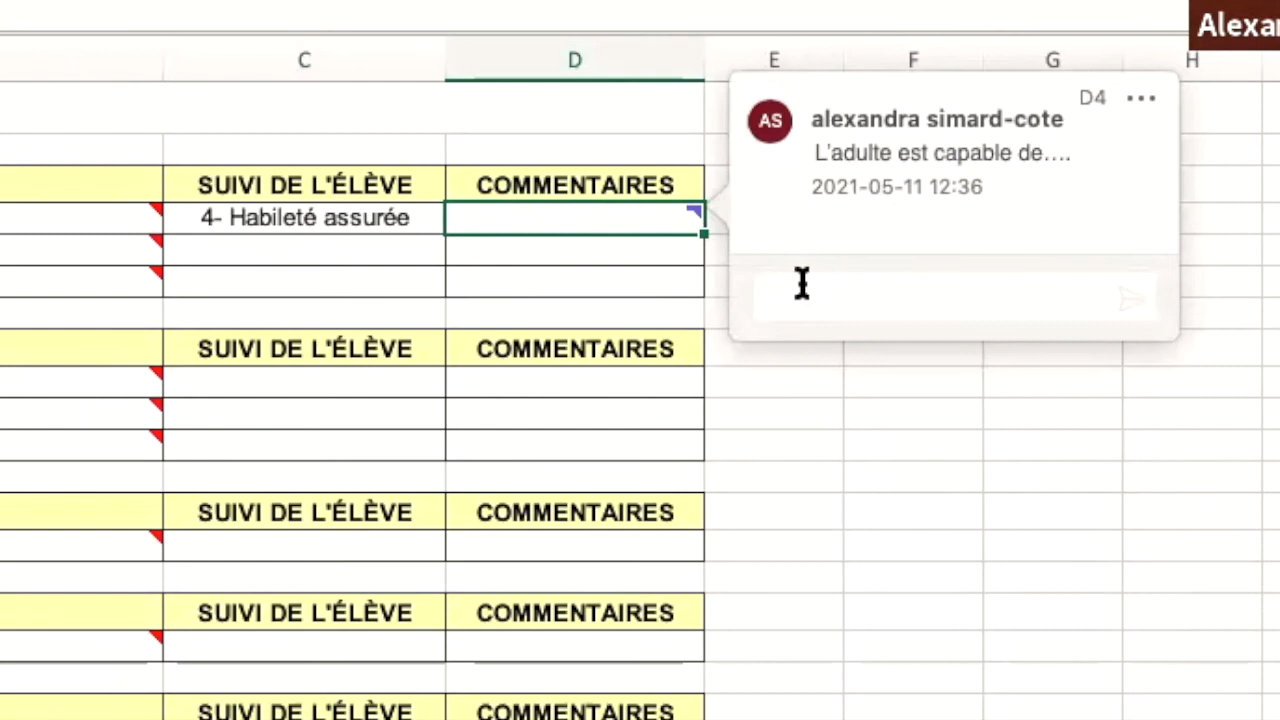 Alexa
C D E F G H
D4
AS alexandra simard-cote
L'adulte est capable de....
2021-05-11 12:36
SUIVI DE L'ÉLÈVE COMMENTAIRES
4- Habileté assurée
SUIVI DE L'ÉLÈVE COMMENTAIRES
SUIVI DE L'ÉLÈVE COMMENTAIRES
SUIVI DE L'ÉLÈVE COMMENTAIRES
SUIVI DE L'ÉLÈVE COMMENTAIRES